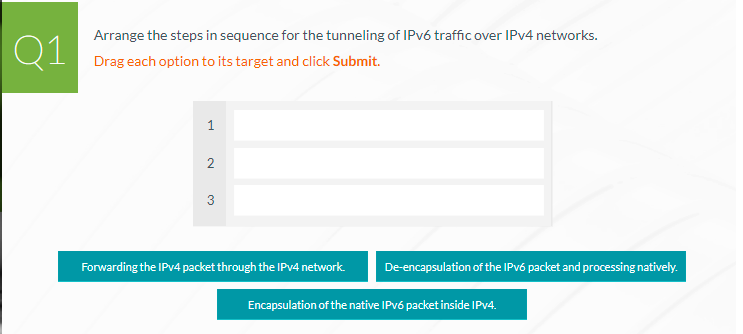 Q1
Arrange the steps in sequence for the tunneling of IPv6 traffic over IPv4 networks.
Drag each option to its target and click Submit.
1
2
3
Forwarding the IPv4 packet through the IPv4 network.
De-encapsulation of the IPv6 packet and processing natively.
Encapsulation of the native IPv6 packet inside IPv4.